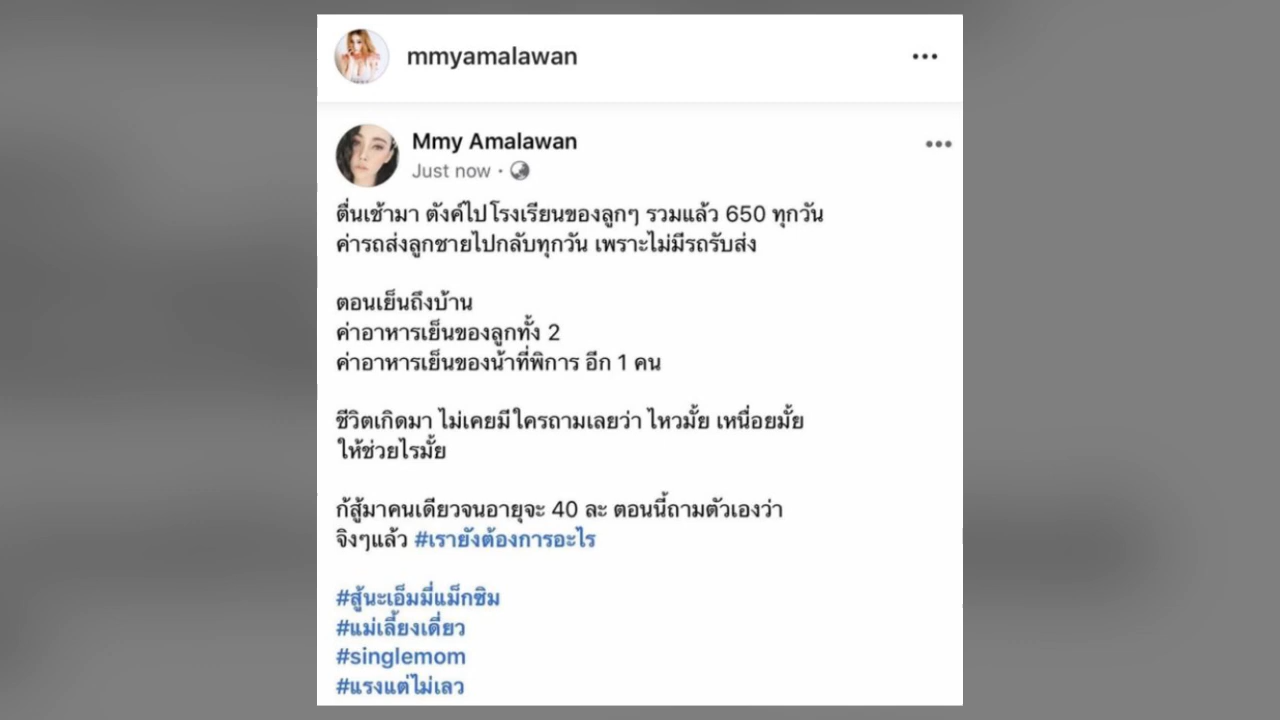 mmyamalawan
Mmy Amalawan
Just now ·
ตื่นเช้ามา ตังค์ไปโรงเรียนของลูกๆ รวมแล้ว 650 ทุกวัน
ค่ารถส่งลูกชายไปกลับทุกวัน เพราะไม่มีรถรับส่ง
ตอนเย็นถึงบ้าน
ค่าอาหารเย็นของลูกทั้ง 2
ค่าอาหารเย็นของน้าที่พิการ อีก 1 คน
ชีวิตเกิดมา ไม่เคยมีใครถามเลยว่า ไหวมั้ย เหนื่อยมั้ย
ให้ช่วยไรมั้ย
ก้สู้มาคนเดียวจนอายุจะ 40 ละ ตอนนี้ถามตัวเองว่า
จิงๆแล้ว #เรายังต้องการอะไร
#สู้นะเอ็มมี่แม็กซิม
#แม่เลี้ยงเดี่ยว
#singlemom
#แรงแต่ไม่เลว